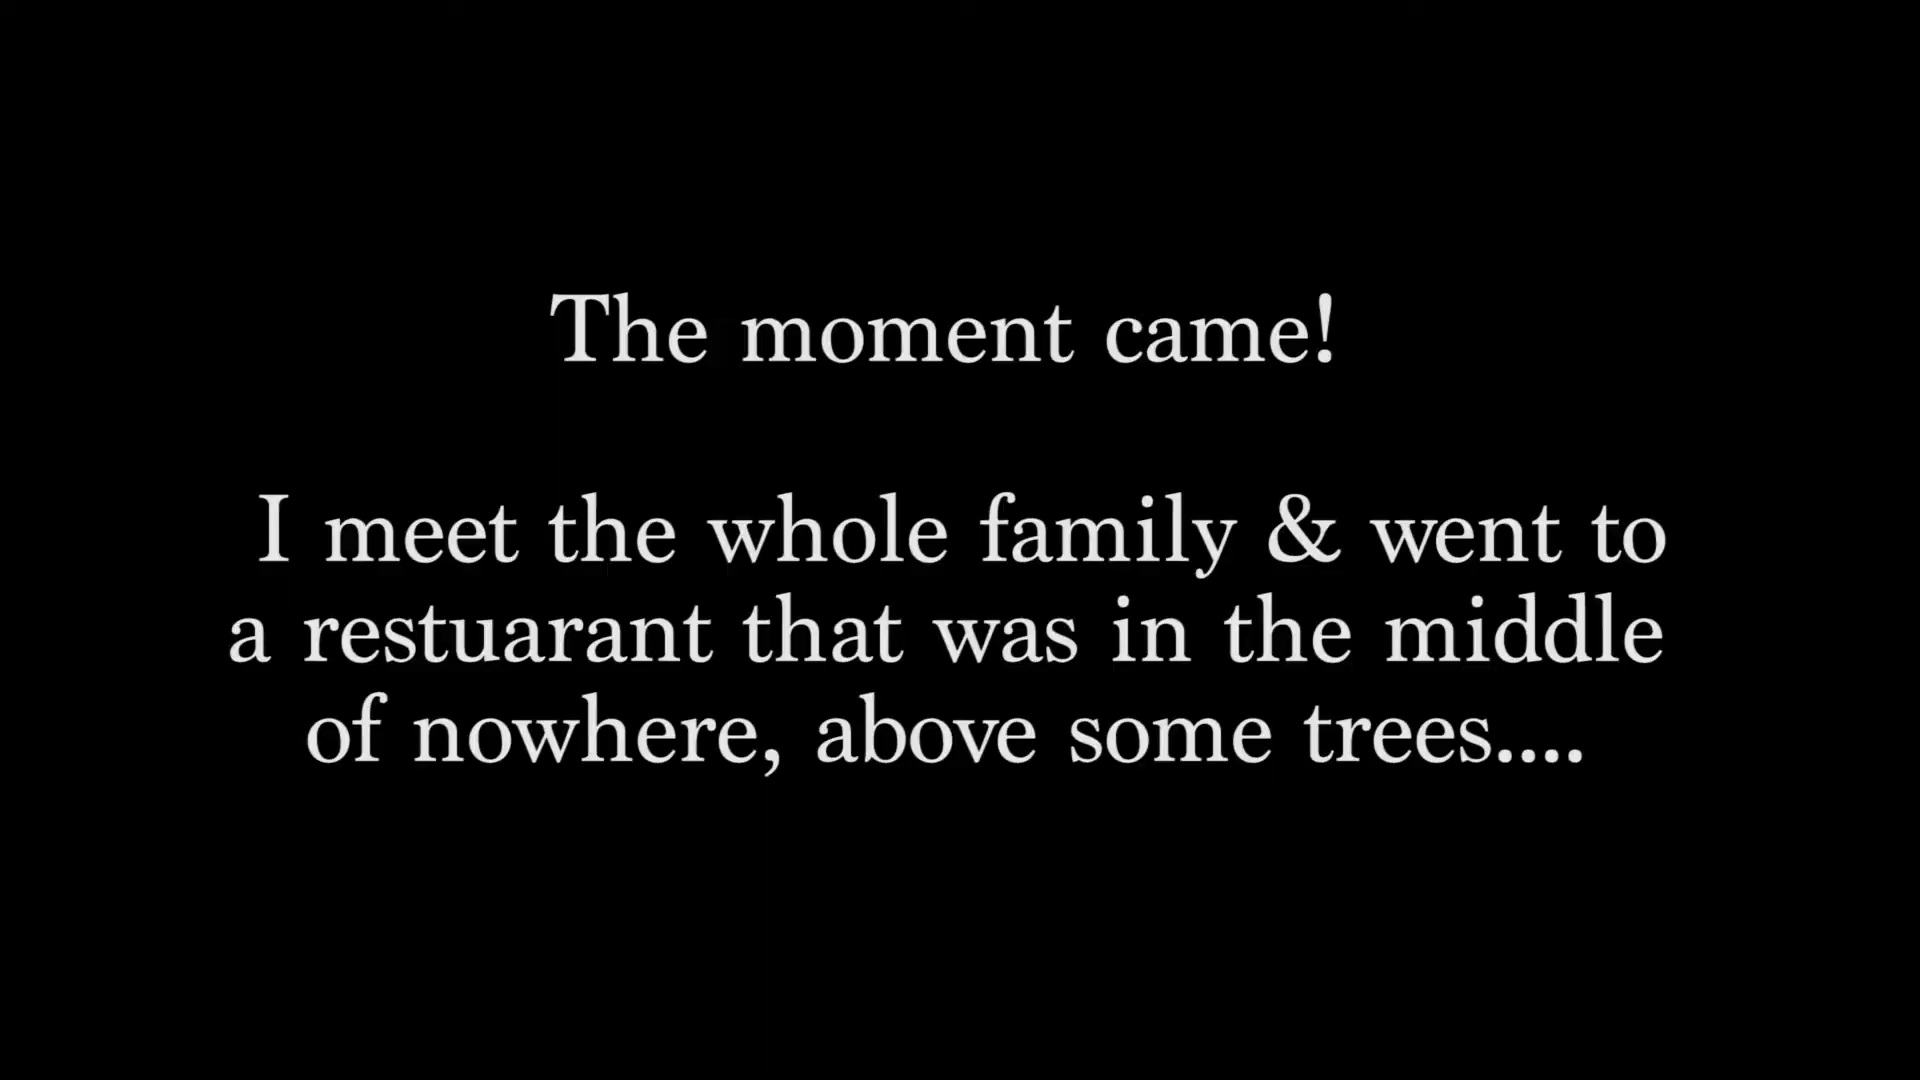 The moment came!
I meet the whole family & went to
a restuarant that was in the middle
of nowhere, above some trees....